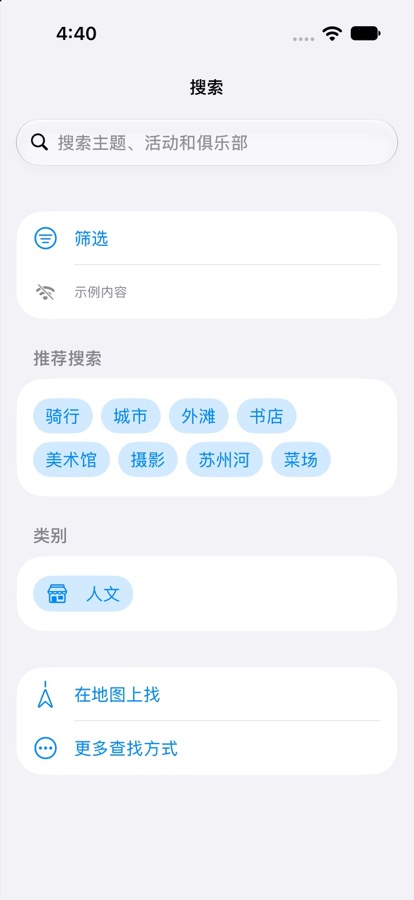 4:40
搜索
搜索主题、活动和俱乐部
筛选
示例内容
推荐搜索
骑行 城市 外滩 书店
美术馆 摄影 苏州河 菜场
类别
人文
在地图上找
更多查找方式